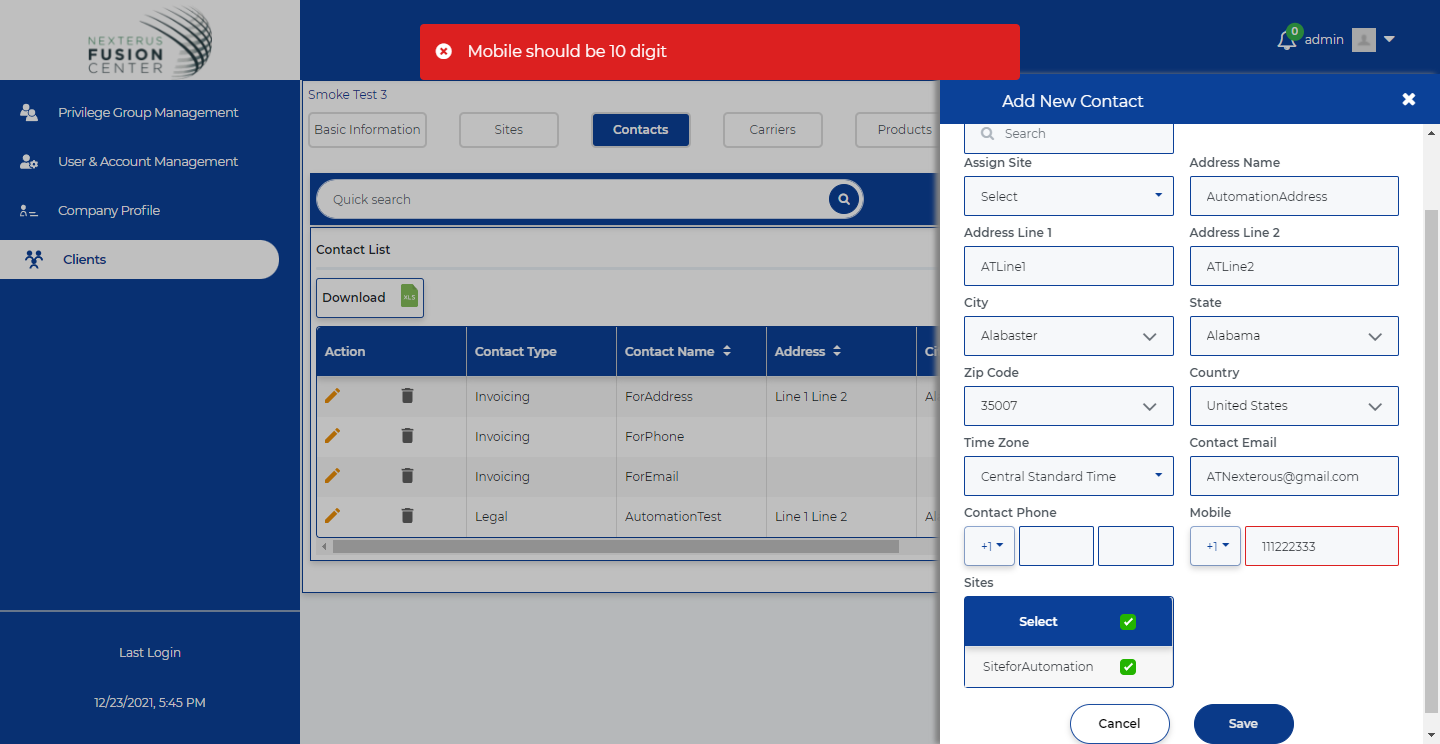 NEXTERUS
FUSION
CENTER
Mobile should be 10 digit
0
admin
Privilege Group Management
User & Account Management
Company Profile
Clients
Last Login
12/23/2021, 5:45 PM
Smoke Test 3
Basic Information
Sites
Contacts
Carriers
Products
Quick search
Contact List
Download
XLS
Action
Contact Type
Contact Name
Address
Invoicing
ForAddress
Line 1 Line 2
Invoicing
ForPhone
Invoicing
ForEmail
Legal
AutomationTest
Line 1 Line 2
Add New Contact
Search
Assign Site
Address Name
Select
AutomationAddress
Address Line 1
Address Line 2
ATLine1
ATLine2
City
State
Alabaster
Alabama
Zip Code
Country
35007
United States
Time Zone
Contact Email
Central Standard Time
ATNexterous@gmail.com
Contact Phone
Mobile
+1
+1
111222333
Sites
Select
SiteforAutomation
Cancel
Save